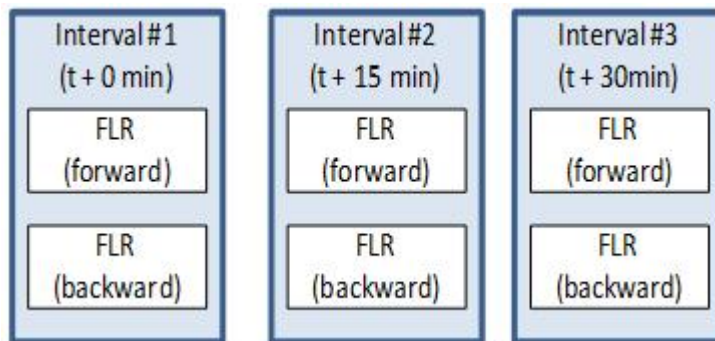 Interval #1
(t + 0 min)
FLR
(forward)
FLR
(backward)
Interval #2
(t + 15 min)
FLR
(forward)
FLR
(backward)
Interval #3
(t + 30min)
FLR
(forward)
FLR
(backward)